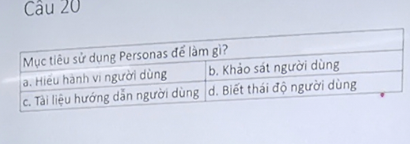 Câu 20
Mục tiêu sử dụng Personas để làm gì?
a. Hiểu hành vi người dùng b. Khảo sát người dùng
c. Tài liệu hướng dẫn người dùng d. Biết thái độ người dùng